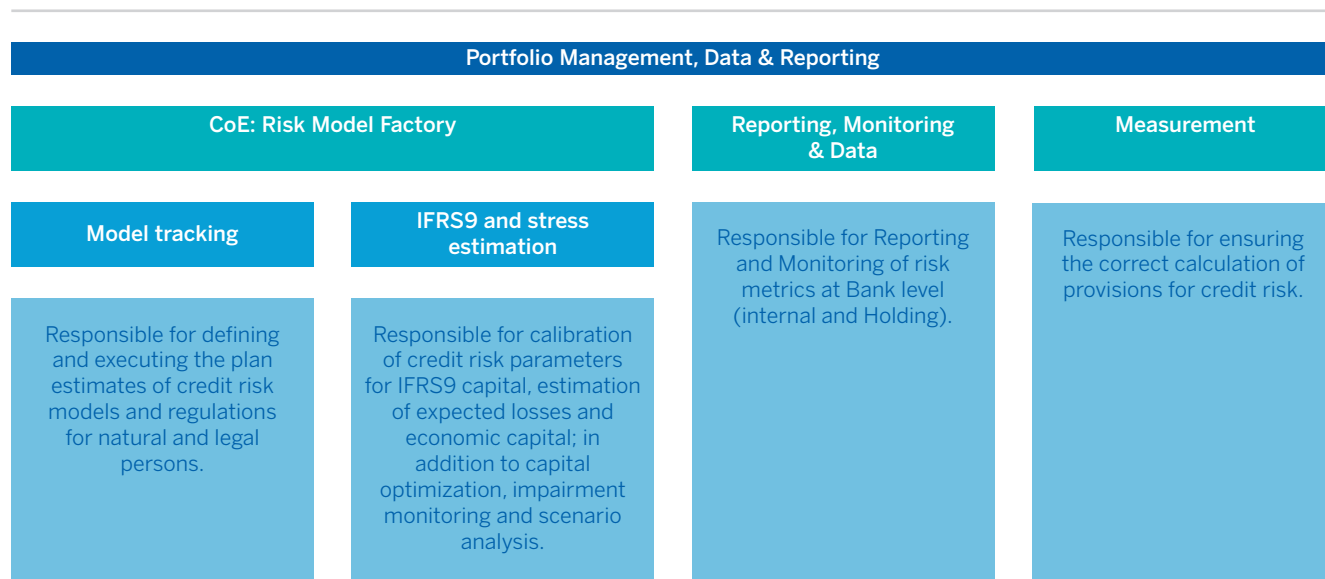 Portfolio Management, Data & Reporting
CoE: Risk Model Factory
Reporting, Monitoring
& Data
Measurement
Model tracking
IFRS9 and stress
estimation
Responsible for Reporting
and Monitoring of risk
metrics at Bank level
(internal and Holding).
Responsible for ensuring
the correct calculation of
provisions for credit risk.
Responsible for defining
and executing the plan
estimates of credit risk
models and regulations
for natural and legal
persons.
Responsible for calibration
of credit risk parameters
for IFRS9 capital, estimation
of expected losses and
economic capital; in
addition to capital
optimization, impairment
monitoring and scenario
analysis.